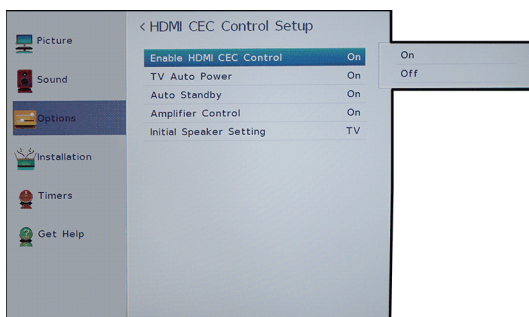 Picture
Sound
Options
Installation
Timers
Get Help
< HDMI CEC Control Setup
Enable HDMI CEC Control On
TV Auto Power On
Auto Standby On
Amplifier Control On
Initial Speaker Setting TV
On
Off